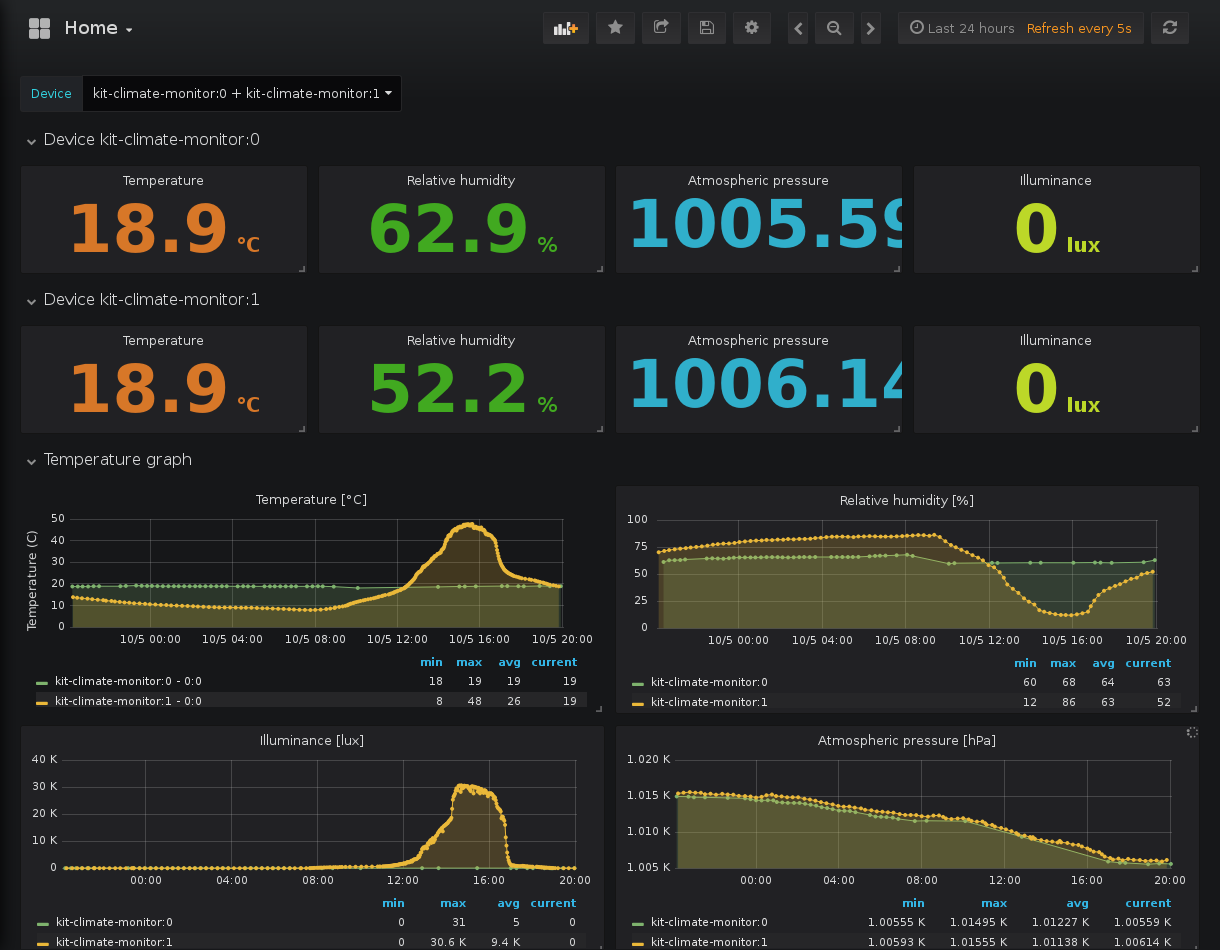 Home
Last 24 hours Refresh every 5s
Device kit-climate-monitor:0 + kit-climate-monitor:1
Device kit-climate-monitor:0
Temperature Relative humidity Atmospheric pressure Illuminance
18.9 °C 62.9 % 1005.59 0 lux
Device kit-climate-monitor:1
Temperature Relative humidity Atmospheric pressure Illuminance
18.9 °C 52.2 % 1006.14 0 lux
Temperature graph
Temperature [°C]
Temperature (C)
50
40
30
20
10
0
10/5 00:00 10/5 04:00 10/5 08:00 10/5 12:00 10/5 16:00 10/5 20:00
min max avg current
kit-climate-monitor:0 - 0:0 18 19 19 19
kit-climate-monitor:1 - 0:0 8 48 26 19
Relative humidity [%]
100
75
50
25
0
10/5 00:00 10/5 04:00 10/5 08:00 10/5 12:00 10/5 16:00 10/5 20:00
min max avg current
kit-climate-monitor:0 60 68 64 63
kit-climate-monitor:1 12 86 63 52
Illuminance [lux]
40 K
30 K
20 K
10 K
0
00:00 04:00 08:00 12:00 16:00 20:00
min max avg current
kit-climate-monitor:0 0 31 5 0
kit-climate-monitor:1 0 30.6 K 9.4 K 0
Atmospheric pressure [hPa]
1.020 K
1.015 K
1.010 K
1.005 K
00:00 04:00 08:00 12:00 16:00 20:00
min max avg current
kit-climate-monitor:0 1.00555 K 1.01495 K 1.01227 K 1.00559 K
kit-climate-monitor:1 1.00593 K 1.01555 K 1.01138 K 1.00614 K